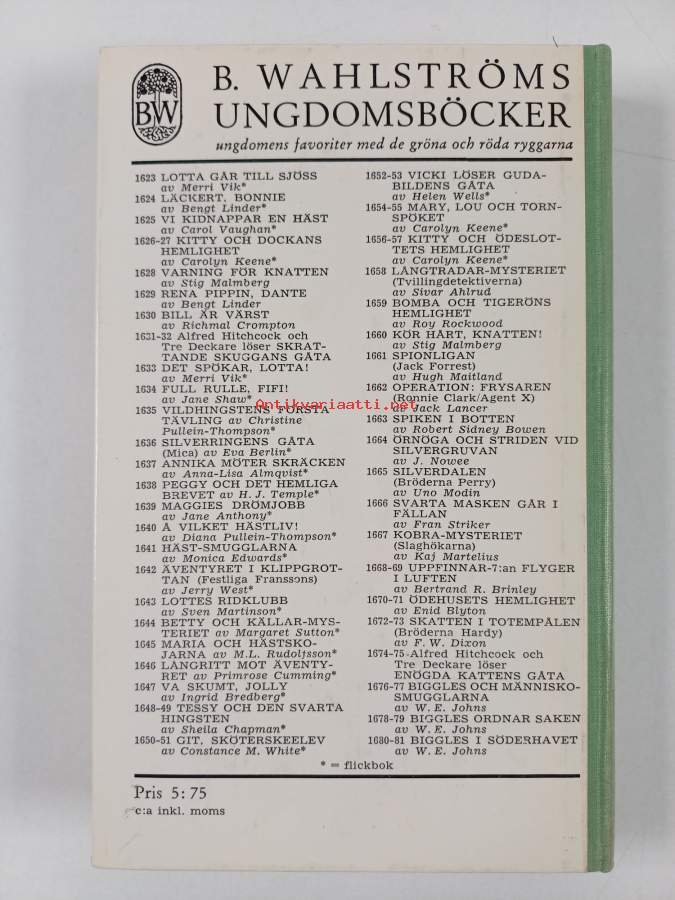 BW
B. WAHLSTRÖMS
UNGDOMSBÖCKER
ungdomens favoriter med de gröna och röda ryggarna
1623 LOTTA GÅR TILL SJÖSS
av Merri Vik*
1624 LÄCKERT, BONNIE
av Bengt Linder*
1625 VI KIDNAPPAR EN HÄST
av Carol Vaughan*
1626-27 KITTY OCH DOCKANS
HEMLIGHET
av Carolyn Keene*
1628 VARNING FÖR KNATTEN
av Stig Malmberg
1629 RENA PIPPIN, DANTE
av Bengt Linder
1630 BILL ÄR VÄRST
av Richmal Crompton
1631-32 Alfred Hitchcock och
Tre Deckare löser SKRAT-
TANDE SKUGGANS GÅTA
1633 DET SPÖKAR, LOTTA!
av Merri Vik*
1634 FULL RULLE, FIFI!
av Jane Shaw*
1635 VILDHINGSTENS FÖRSTA
TÄVLING av Christine
Pullein-Thompson*
1636 SILVERRINGENS GÅTA
(Mica) av Eva Berlin*
1637 ANNIKA MÖTER SKRÄCKEN
av Anna-Lisa Almqvist*
1638 PEGGY OCH DET HEMLIGA
BREVET av H. J. Temple*
1639 MAGGIES DRÖMJOBB
av Jane Anthony*
1640 Å VILKET HÄSTLIV!
av Diana Pullein-Thompson*
1641 HÄST-SMUGGLARNA
av Monica Edwards*
1642 ÄVENTYRET I KLIPPGROT-
TAN (Festliga Franssons)
av Jerry West*
1643 LOTTES RIDKLUBB
av Sven Martinson*
1644 BETTY OCH KÄLLAR-MYS-
TERIET av Margaret Sutton*
1645 MARIA OCH HÄSTSKO-
JARNA av M.L. Rudolfsson*
1646 LÅNGRITT MOT ÄVENTY-
RET av Primrose Cumming*
1647 VA SKUMT, JOLLY
av Ingrid Bredberg*
1648-49 TESSY OCH DEN SVARTA
HINGSTEN
av Sheila Chapman*
1650-51 GIT, SKÖTERSKEELEV
av Constance M. White*
1652-53 VICKI LÖSER GUDA-
BILDENS GÅTA
av Helen Wells*
1654-55 MARY, LOU OCH TORN-
SPÖKET
av Carolyn Keene*
1656-57 KITTY OCH ÖDESLOT-
TETS HEMLIGHET
av Carolyn Keene*
1658 LÅNGTRADAR-MYSTERIET
(Tvillingdetektiverna)
av Sivar Ahlrud
1659 BOMBA OCH TIGERÖNS
HEMLIGHET
av Roy Rockwood
1660 KÖR HÅRT, KNATTEN!
av Stig Malmberg
1661 SPIONLIGAN
(Jack Forrest)
av Hugh Maitland
1662 OPERATION: FRYSAREN
(Ronnie Clark/Agent X)
av Jack Lancer
1663 SPIKEN I BOTTEN
av Robert Sidney Bowen
1664 ÖRNÖGA OCH STRIDEN VID
SILVERGRUVAN
av J. Nowee
1665 SILVERDALEN
(Bröderna Perry)
av Uno Modin
1666 SVARTA MASKEN GÅR I
FÄLLAN
av Fran Striker
1667 KOBRA-MYSTERIET
(Slaghökarna)
av Kaj Martelius
1668-69 UPPFINNAR-7:an FLYGER
I LUFTEN
av Bertrand R. Brinley
1670-71 ÖDEHUSETS HEMLIGHET
av Enid Blyton
1672-73 SKATTEN I TOTEMPÅLEN
(Bröderna Hardy)
av F. W. Dixon
1674-75 Alfred Hitchcock och
Tre Deckare löser
ENÖGDA KATTENS GÅTA
1676-77 BIGGLES OCH MÄNNISKO-
SMUGGLARNA
av W. E. Johns
1678-79 BIGGLES ORDNAR SAKEN
av W. E. Johns
1680-81 BIGGLES I SÖDERHAVET
av W. E. Johns
* = flickbok
Pris 5:75
c:a inkl. moms
Antikvariaatti.net